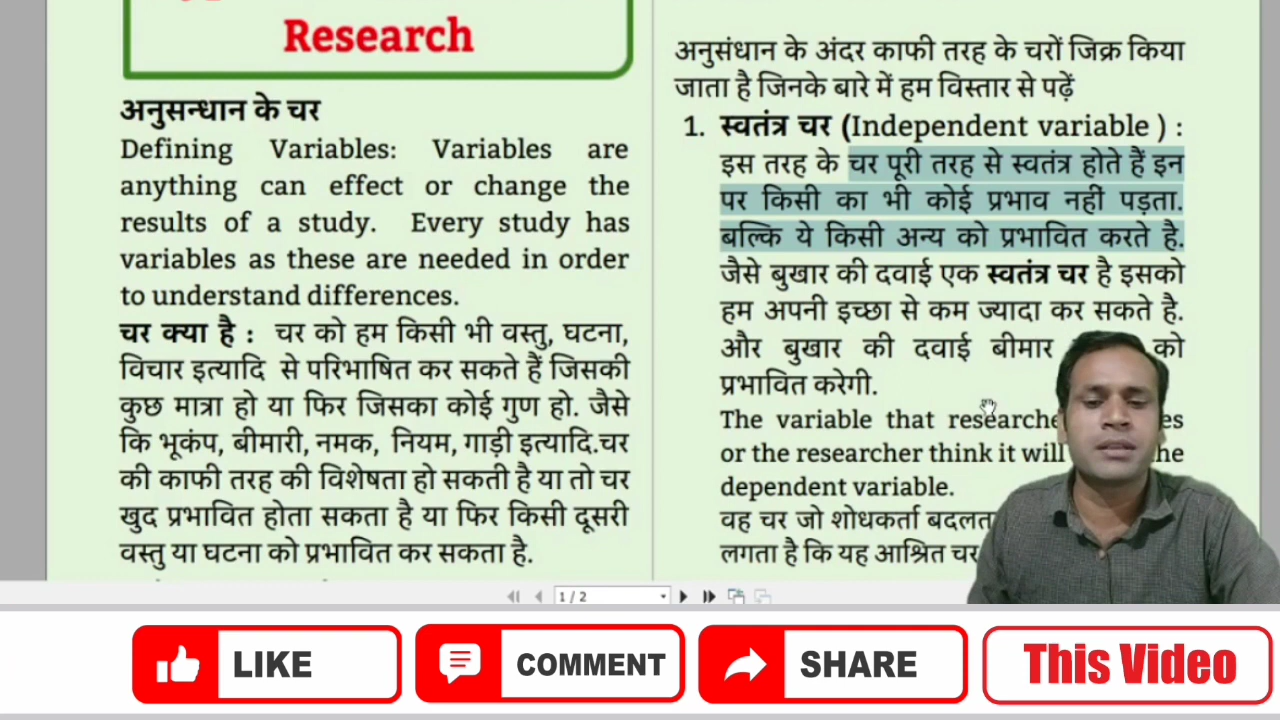 Research
अनुसन्धान के चर
Defining Variables: Variables are
anything can effect or change the
results of a study. Every study has
variables as these are needed in order
to understand differences.
चर क्या है : चर को हम किसी भी वस्तु, घटना,
विचार इत्यादि से परिभाषित कर सकते हैं जिसकी
कुछ मात्रा हो या फिर जिसका कोई गुण हो. जैसे
कि भूकंप, बीमारी, नमक, नियम, गाड़ी इत्यादि.चर
की काफी तरह की विशेषता हो सकती है या तो चर
खुद प्रभावित होता सकता है या फिर किसी दूसरी
वस्तु या घटना को प्रभावित कर सकता है.
अनुसंधान के अंदर काफी तरह के चरों जिक्र किया
जाता है जिनके बारे में हम विस्तार से पढ़ें
1. स्वतंत्र चर (Independent variable ) :
इस तरह के चर पूरी तरह से स्वतंत्र होते हैं इन
पर किसी का भी कोई प्रभाव नहीं पड़ता.
बल्कि ये किसी अन्य को प्रभावित करते है.
जैसे बुखार की दवाई एक स्वतंत्र चर है इसको
हम अपनी इच्छा से कम ज्यादा कर सकते है.
और बुखार की दवाई बीमार को
प्रभावित करेगी.
The variable that
or the researcher think it will he
dependent variable.
वह चर जो शोधकर्ता
लगता है कि यह आश्रित चर
1 / 2
LIKE
COMMENT
SHARE
This Video